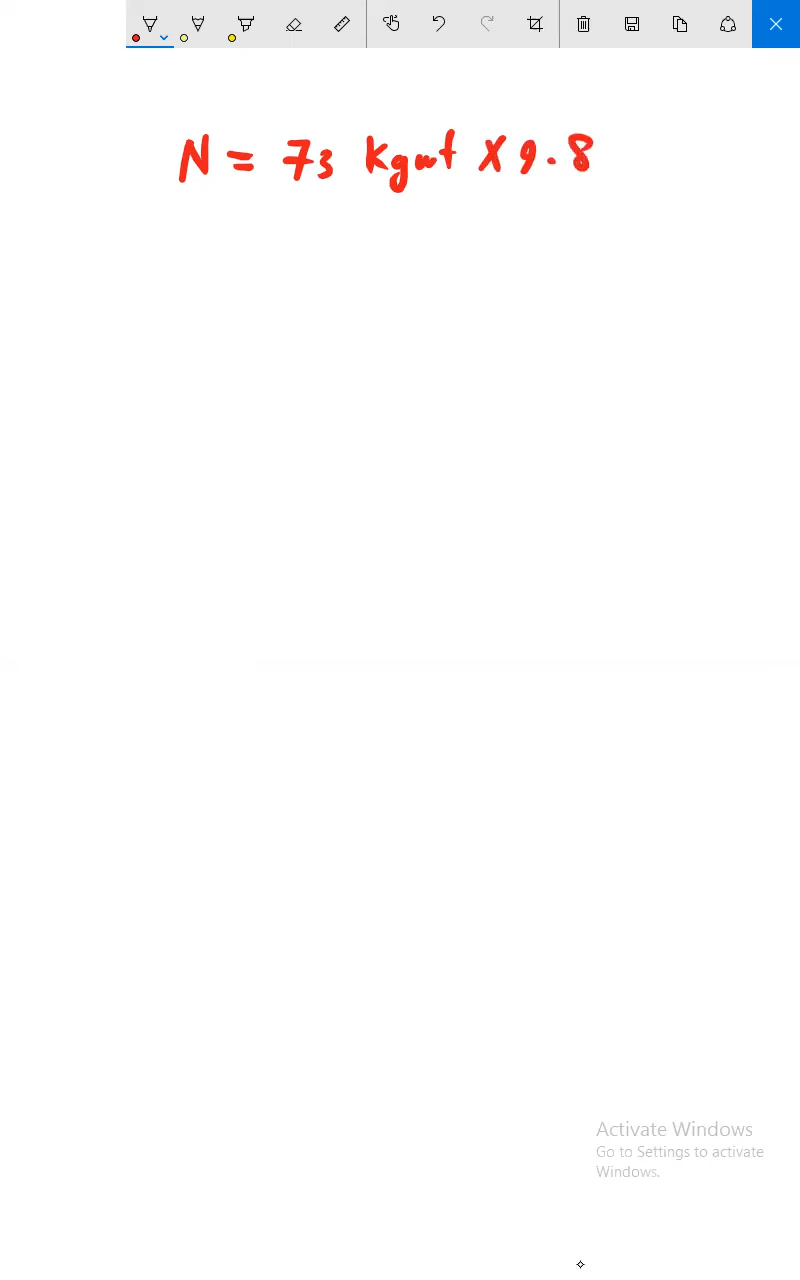 N = 73 kgwt X 9.8
Activate Windows
Go to Settings to activate
Windows.